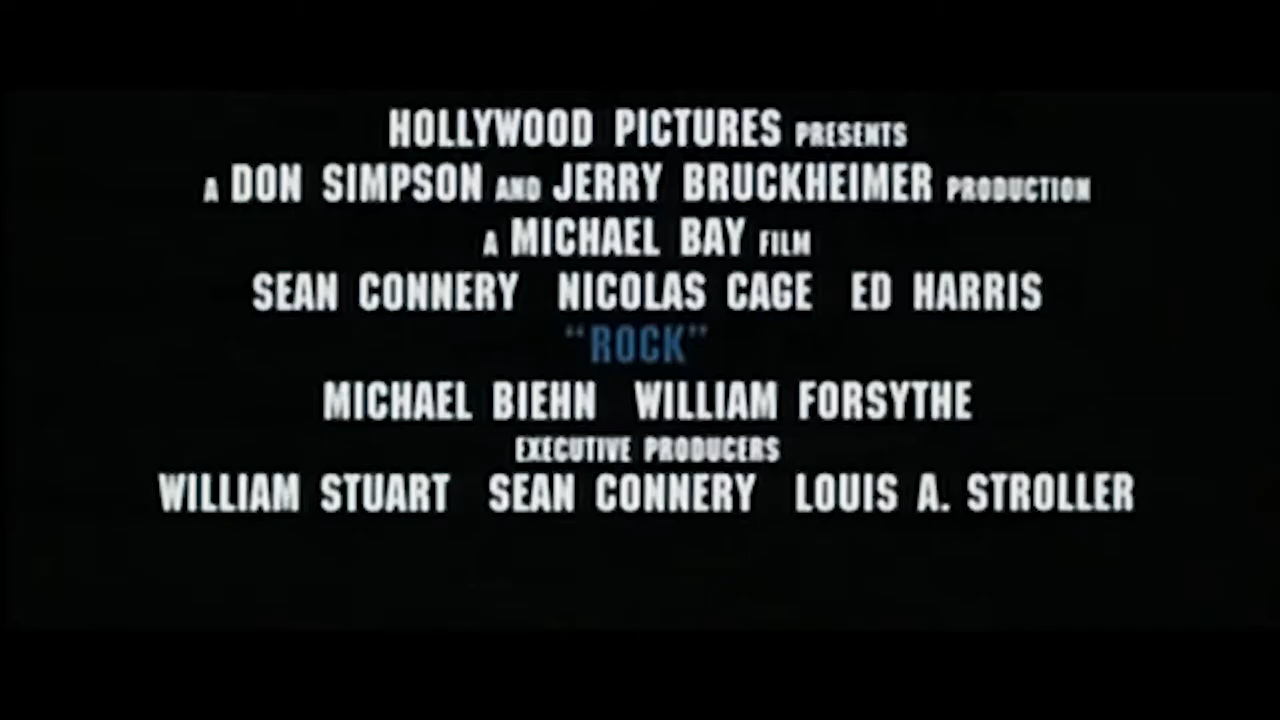 HOLLYWOOD PICTURES PRESENTS
A DON SIMPSON AND JERRY BRUCKHEIMER PRODUCTION
A MICHAEL BAY FILM
SEAN CONNERY NICOLAS CAGE ED HARRIS
“ROCK”
MICHAEL BIEHN WILLIAM FORSYTHE
EXECUTIVE PRODUCERS
WILLIAM STUART SEAN CONNERY LOUIS A. STROLLER